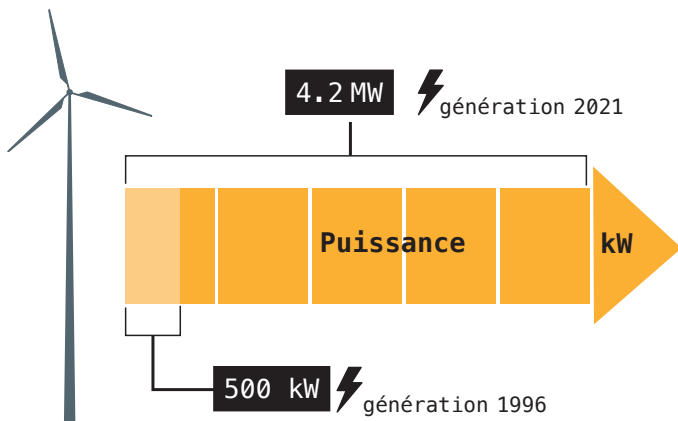 4.2 MW
génération 2021
Puissance kW
500 kW
génération 1996